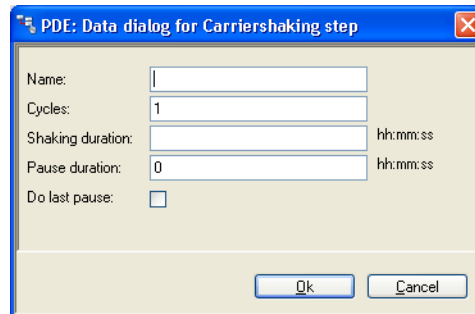 PDE: Data dialog for Carriershaking step
Name:
Cycles: 1
Shaking duration: hh:mm:ss
Pause duration: 0 hh:mm:ss
Do last pause:
Ok Cancel